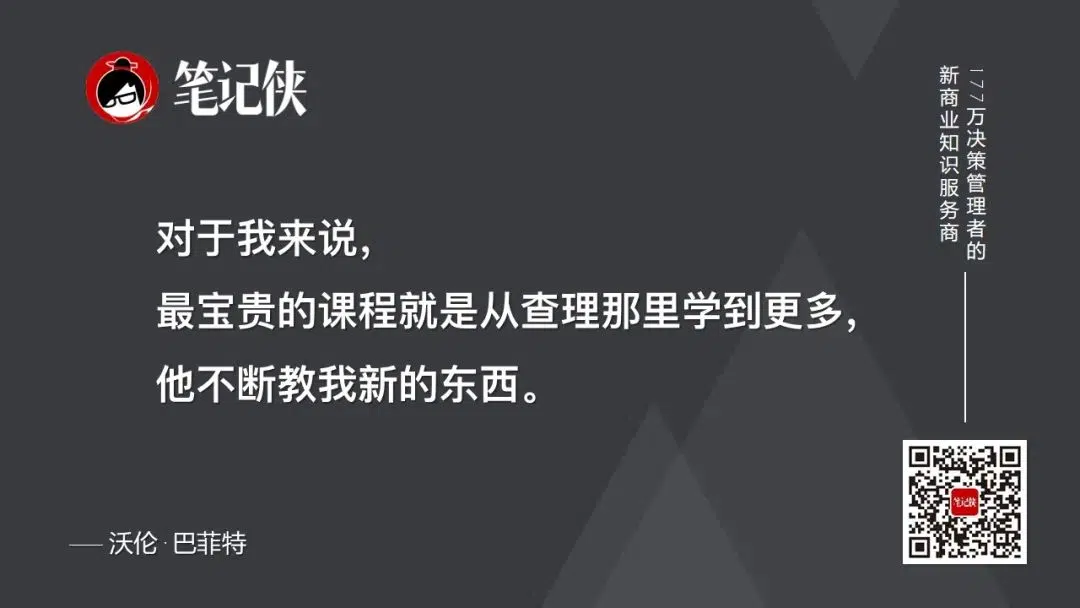 笔记侠
177万决策管理者的
新商业知识服务商
对于我来说，
最宝贵的课程就是从查理那里学到更多，
他不断教我新的东西。
—— 沃伦·巴菲特
笔记侠